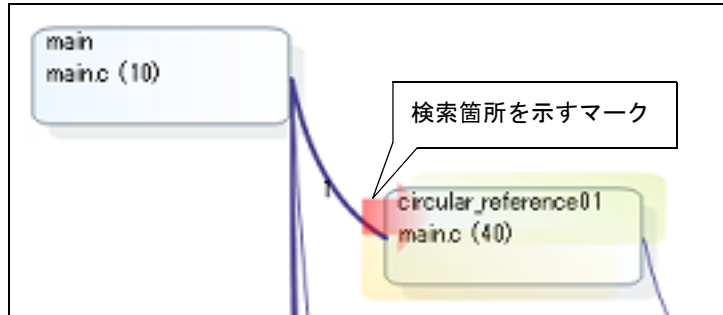 main
main.c (10)
検索箇所を示すマーク
1
circular_reference01
main.c (40)